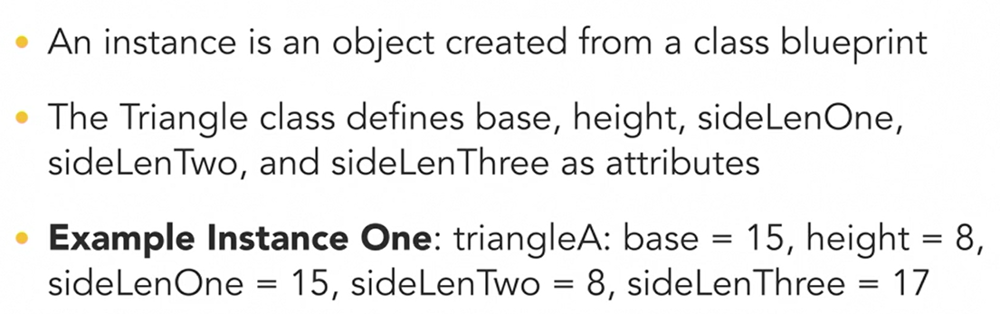 • An instance is an object created from a class blueprint
• The Triangle class defines base, height, sideLenOne,
sideLenTwo, and sideLenThree as attributes
• Example Instance One: triangleA: base = 15, height = 8,
sideLenOne = 15, sideLenTwo = 8, sideLenThree = 17